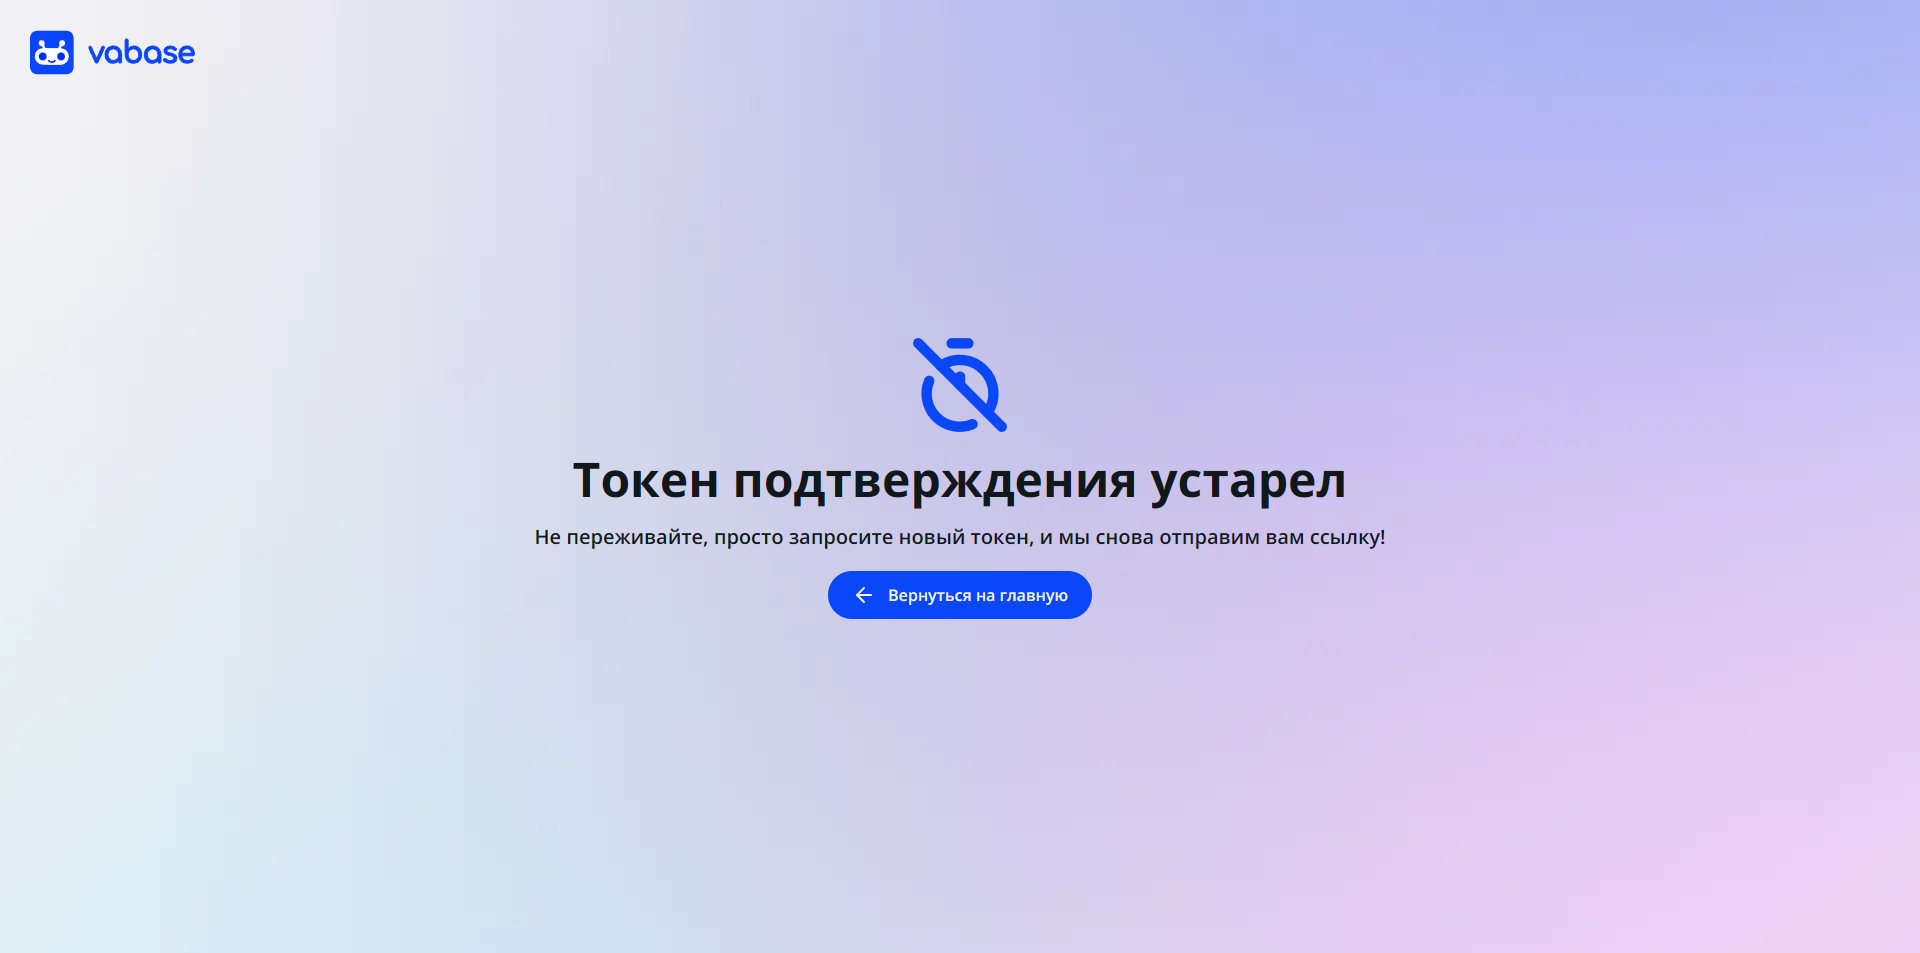 vabase
Токен подтверждения устарел
Не переживайте, просто запросите новый токен, и мы снова отправим вам ссылку!
Вернуться на главную